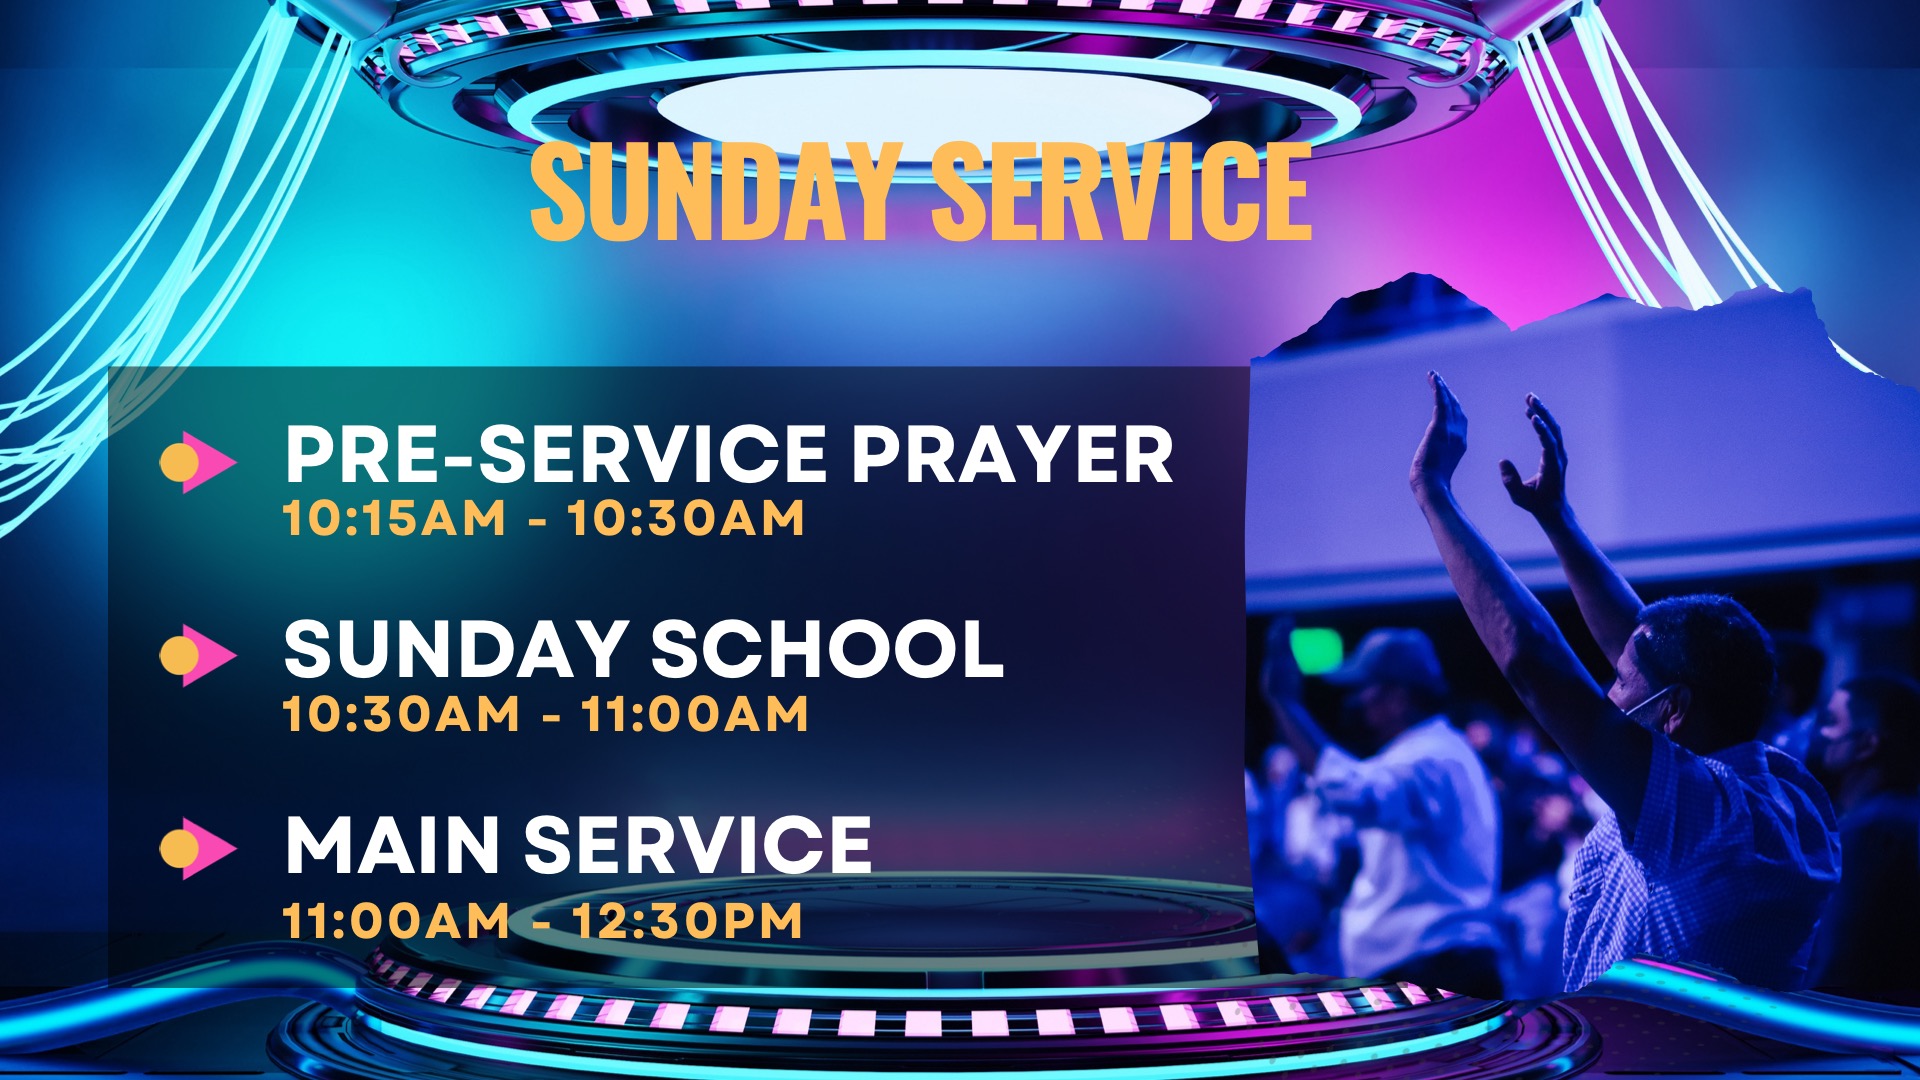 SUNDAY SERVICE
PRE-SERVICE PRAYER
10:15AM - 10:30AM
SUNDAY SCHOOL
10:30AM - 11:00AM
MAIN SERVICE
11:00AM - 12:30PM